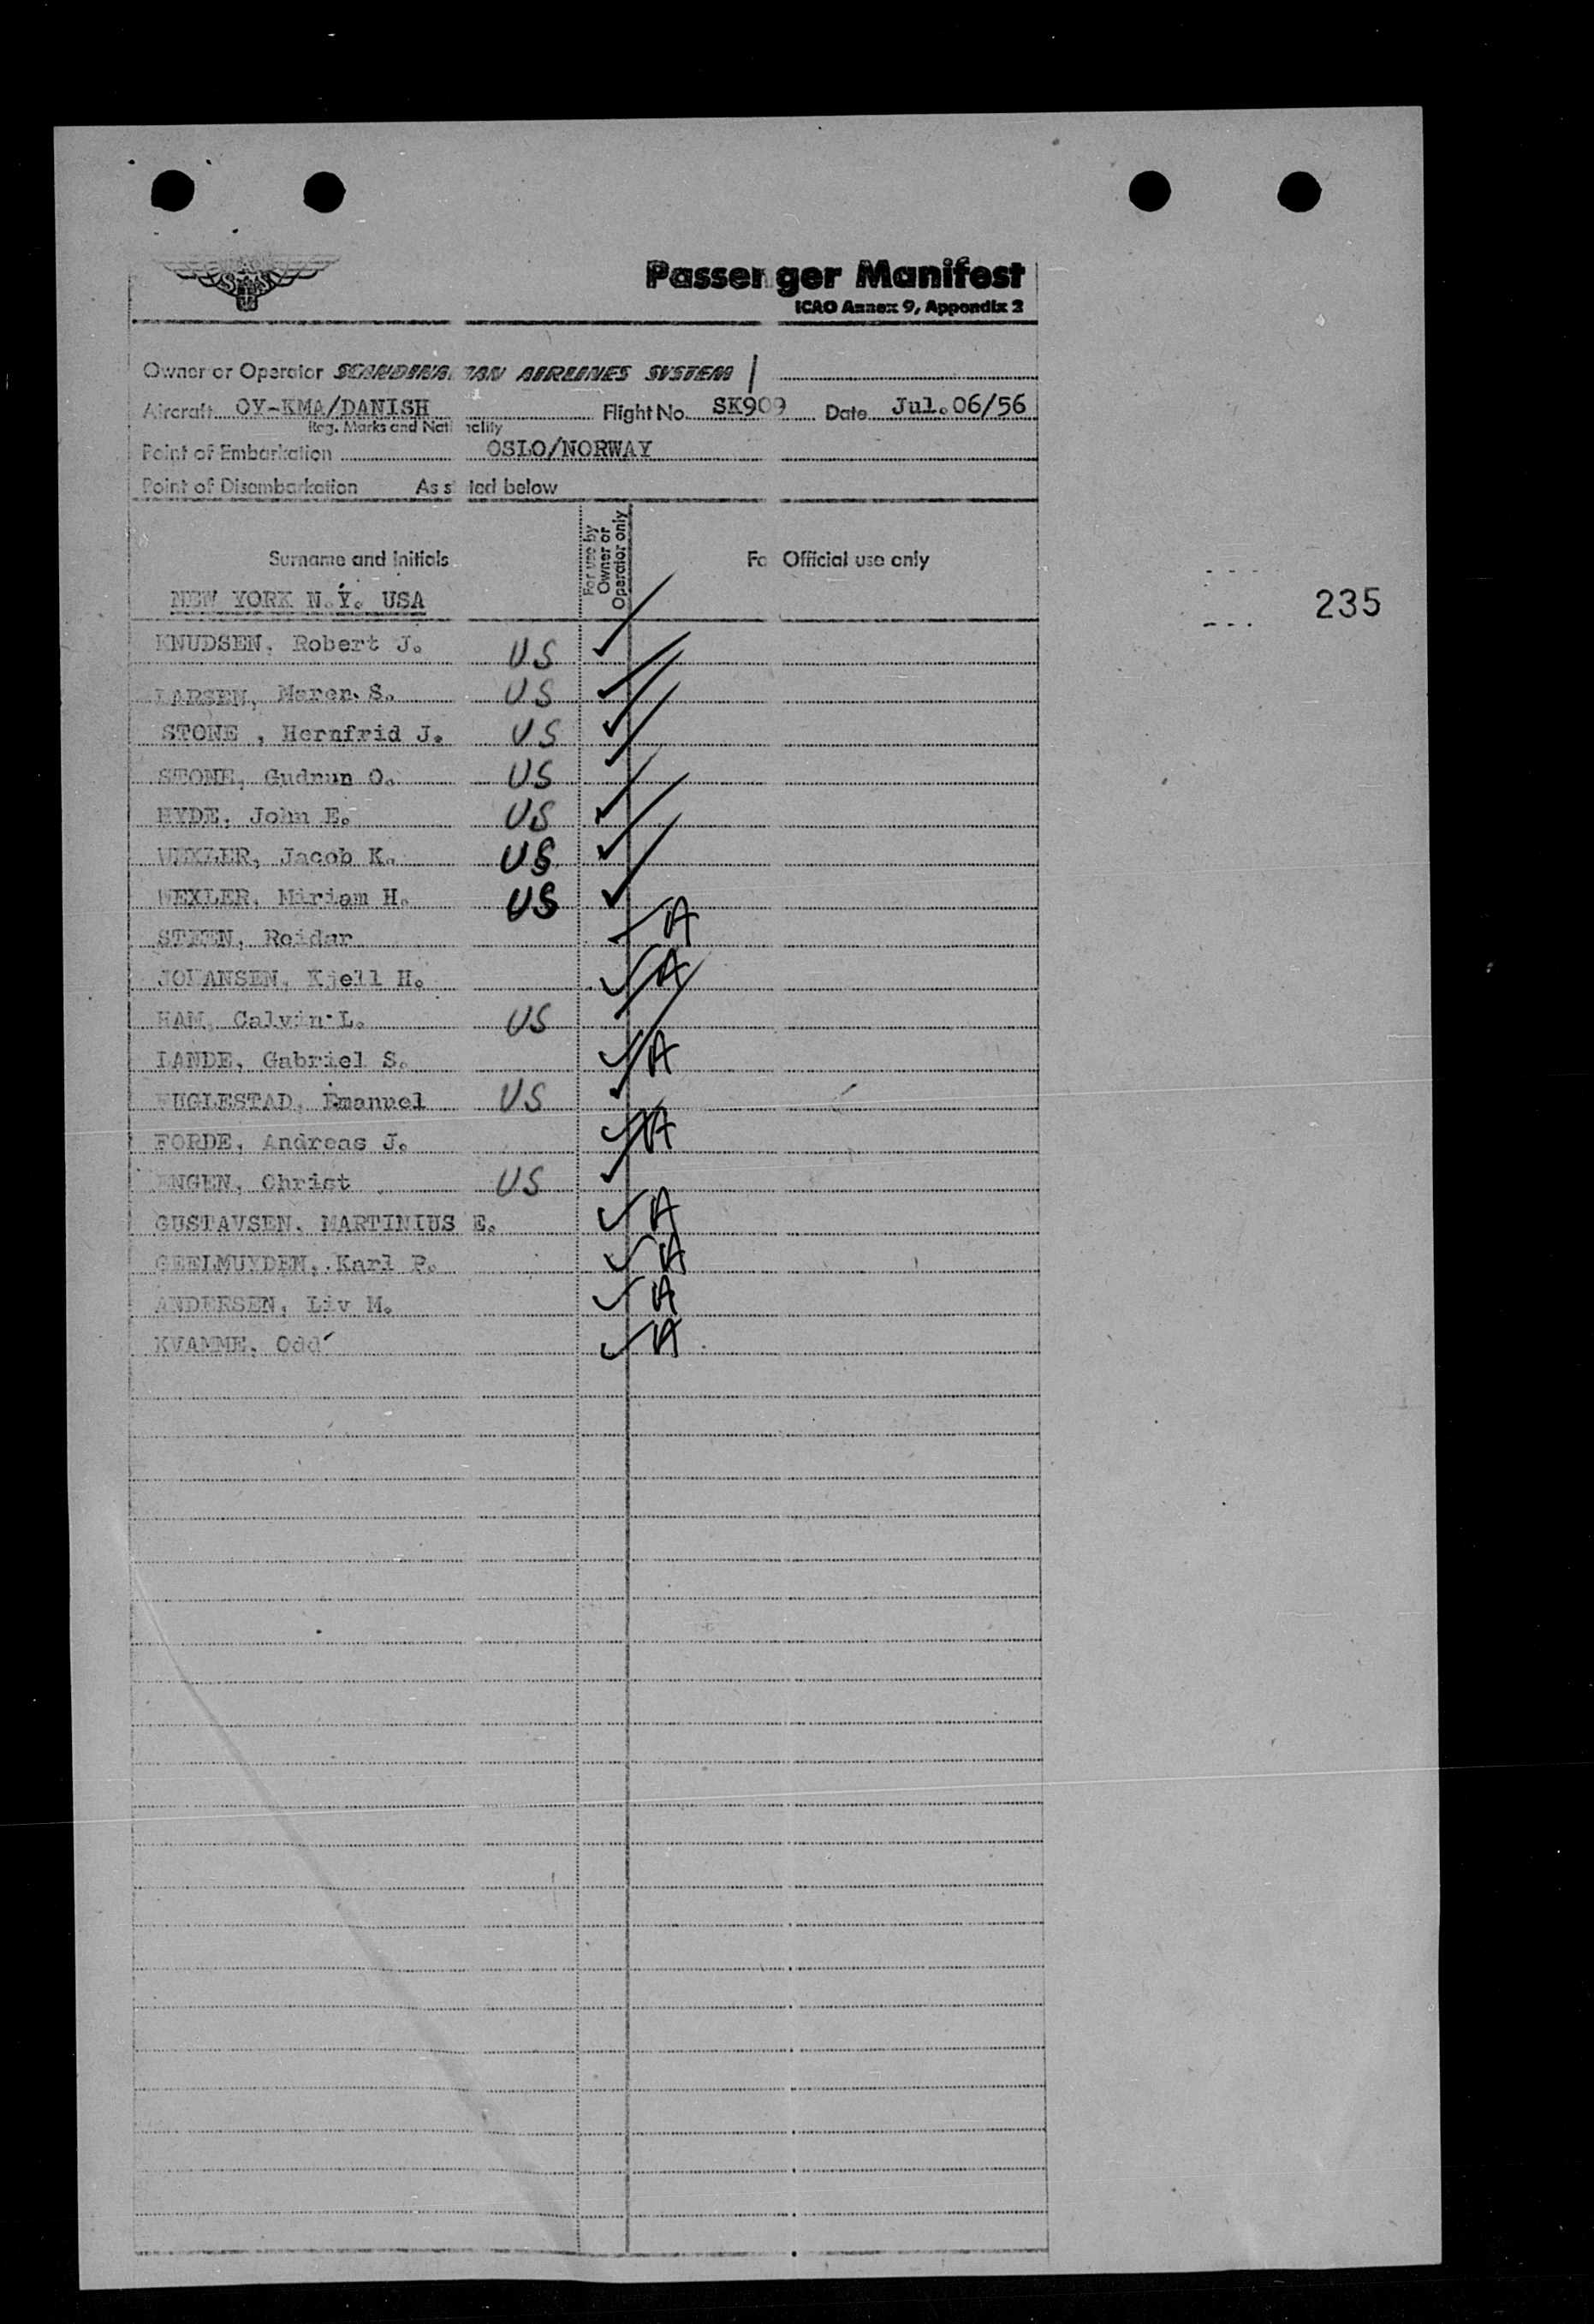 SAS
Passenger Manifest
ICAO Annex 9, Appendix 2
Owner or Operator SCANDINAVIAN AIRLINES SYSTEM
Aircraft OY-KMA/DANISH Flight No. SK909 Date Jul.06/56
Reg. Marks and Nationality
Point of Embarkation OSLO/NORWAY
Point of Disembarkation As stated below
Surname and initials For use by Owner or Operator only For Official use only
NEW YORK N.Y. USA
235
KNUDSEN, Robert J. US ✓
LARSEN, Maren S. US ✓
STONE , Hernfrid J. US ✓
STONE, Gudrun O. US ✓
HYDE, John E. US ✓
WEXLER, Jacob K. US ✓
WEXLER, Miriam H. US ✓
STEEN, Reidar ✓ A
JOHANSEN, Kjell H. ✓ A
HAM, Calvin L. US ✓
LANDE, Gabriel S. ✓ A
FUGLESTAD, Emanuel US ✓
FORDE, Andreas J. ✓ A
ENGEN, Christ US ✓
GUSTAVSEN, MARTINIUS E. ✓ A
GEELMUYDEN, Karl P. ✓ A
ANDERSEN, Liv M. ✓ A
KVAMME, Odd ✓ A